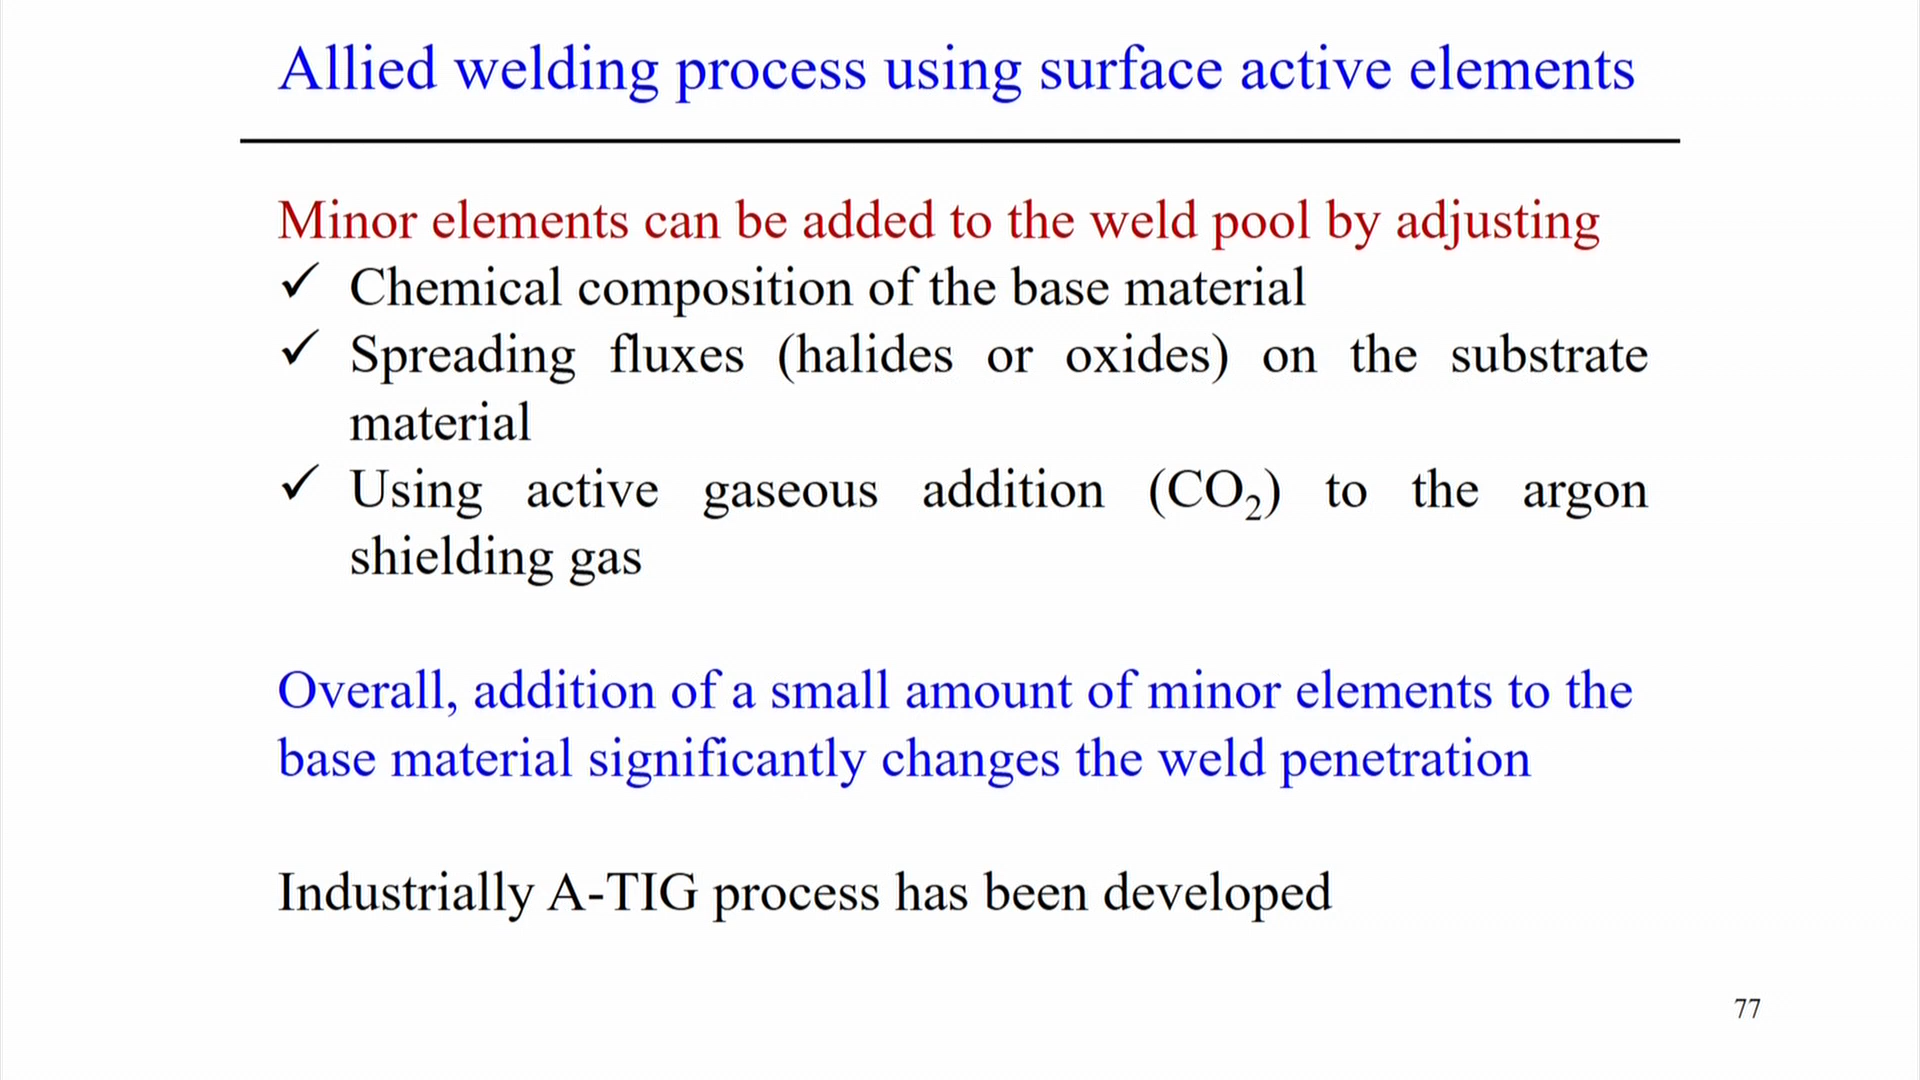 Allied welding process using surface active elements
Minor elements can be added to the weld pool by adjusting
✓ Chemical composition of the base material
✓ Spreading fluxes (halides or oxides) on the substrate
material
✓ Using active gaseous addition (CO₂) to the argon
shielding gas
Overall, addition of a small amount of minor elements to the
base material significantly changes the weld penetration
Industrially A-TIG process has been developed
77